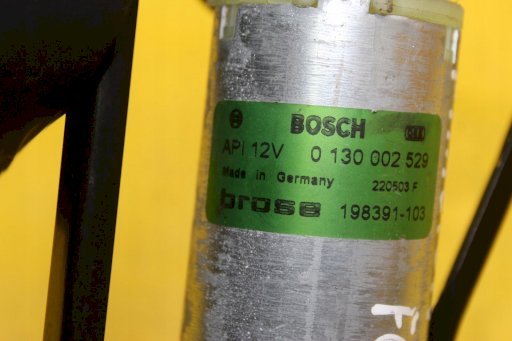 BOSCH
API 12V 0 130 002 529
Made in Germany 220503 F
brose 198391-103